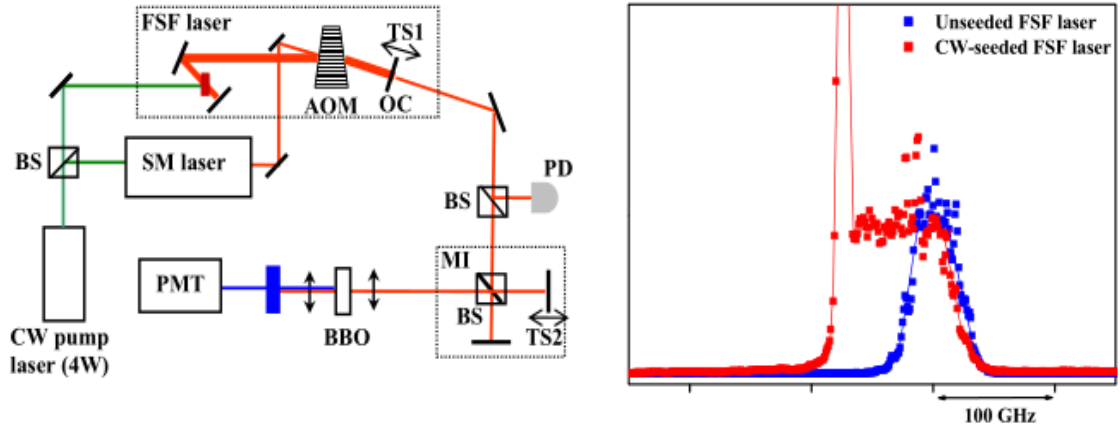 FSF laser
TS1
AOM
OC
BS
SM laser
PD
BS
MI
PMT
BS
BBO
TS2
CW pump
laser (4W)
Unseeded FSF laser
CW-seeded FSF laser
100 GHz